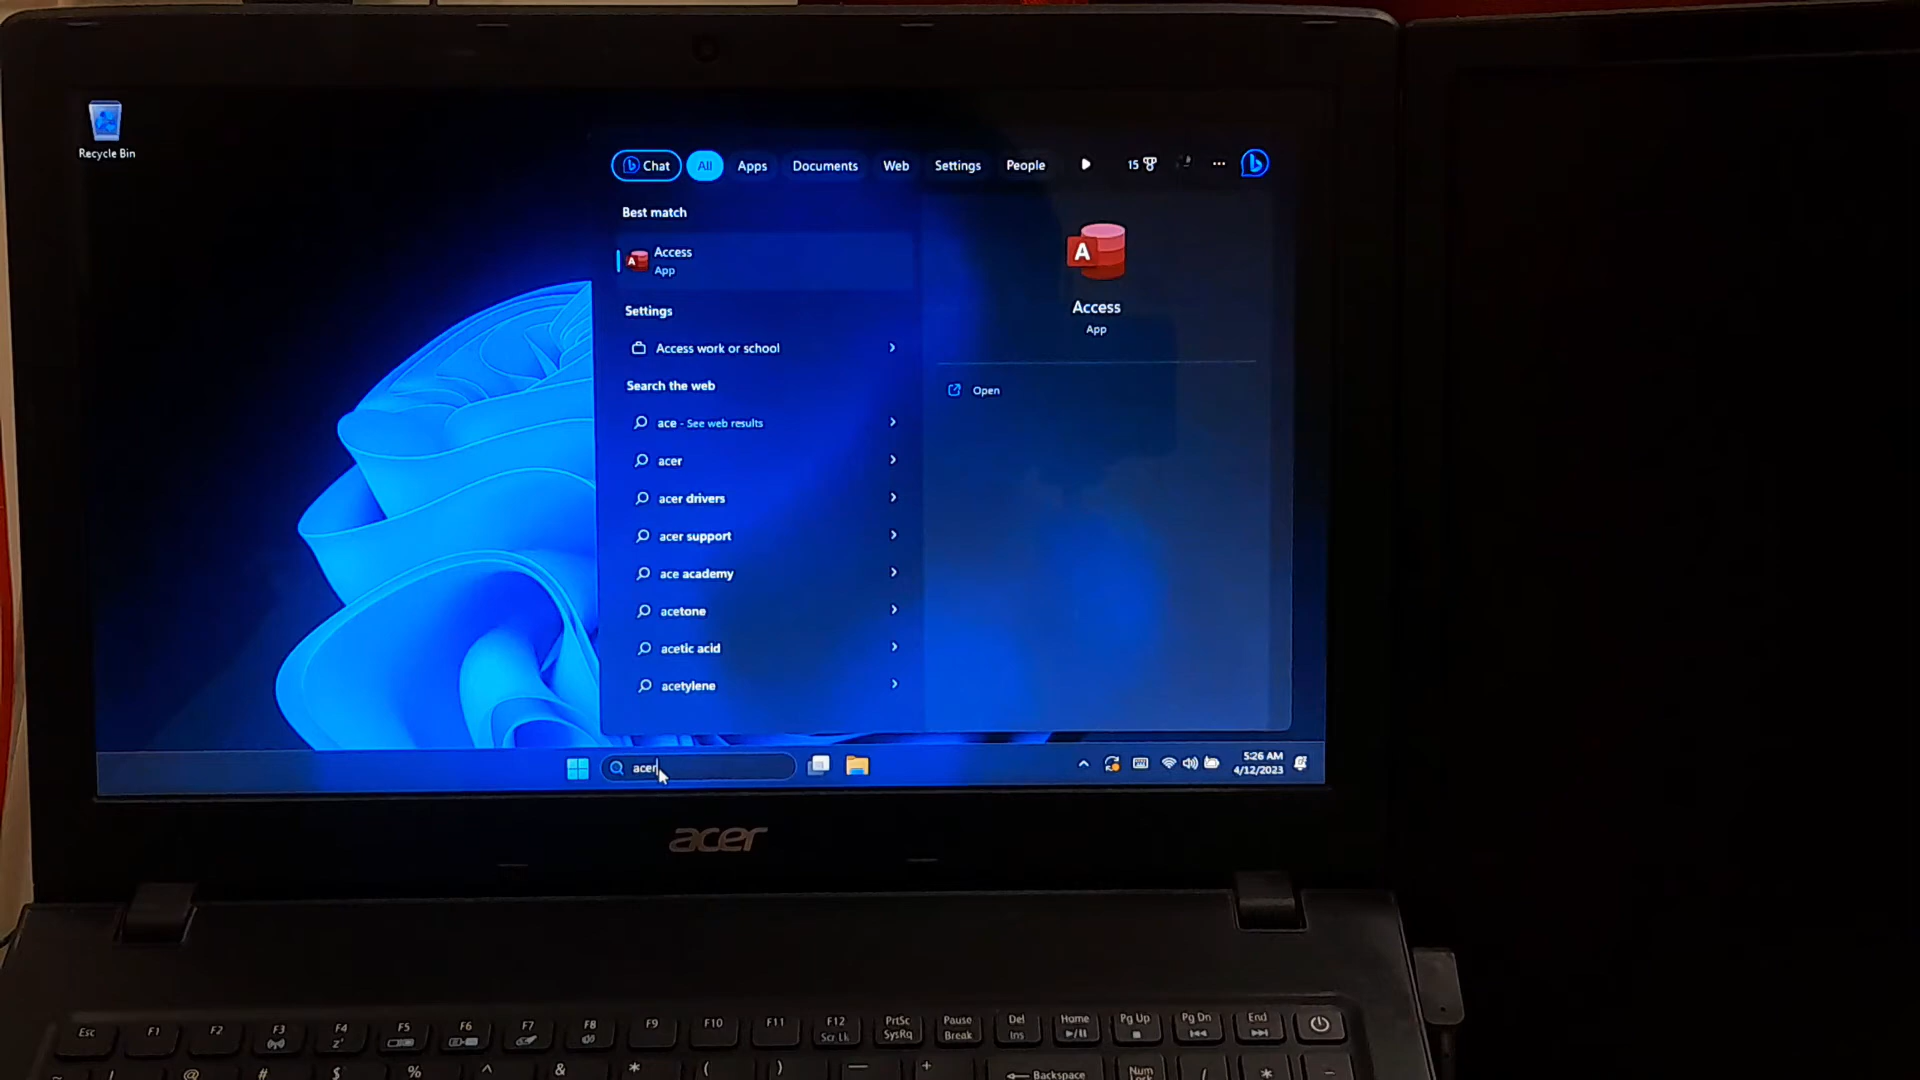 Recycle Bin
Chat All Apps Documents Web Settings People 15 ...
Best match
Access
App
Settings
Access work or school
Search the web
ace - See web results
acer
acer drivers
acer support
ace academy
acetone
acetic acid
acetylene
A
Access
App
Open
acer
5:26 AM
4/12/2023
acer
Esc F1 F2 F3 F4 F5 F6 F7 F8 F9 F10 F11 F12 PrtSc Pause Del Home Pg Up Pg Dn End
Scr Lk SysRq Break Ins
~ ! @ # $ % ^ & * ( ) — + Backspace Num / * −